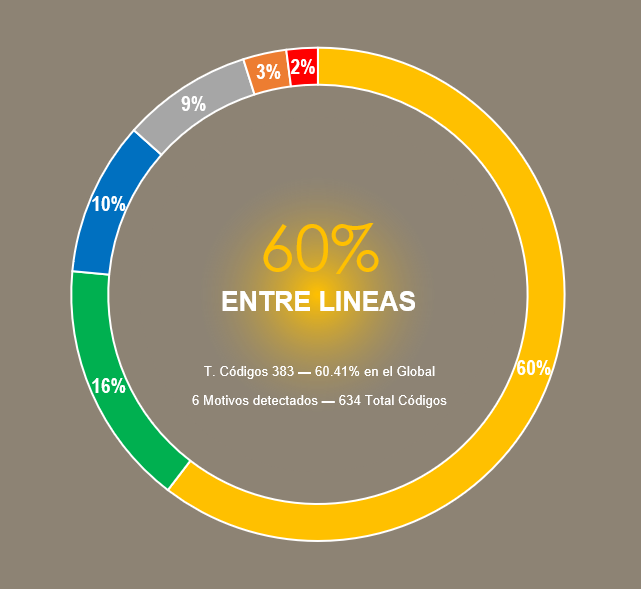 3%
2%
9%
10%
60%
ENTRE LINEAS
T. Códigos 383 — 60.41% en el Global
60%
16%
6 Motivos detectados — 634 Total Códigos